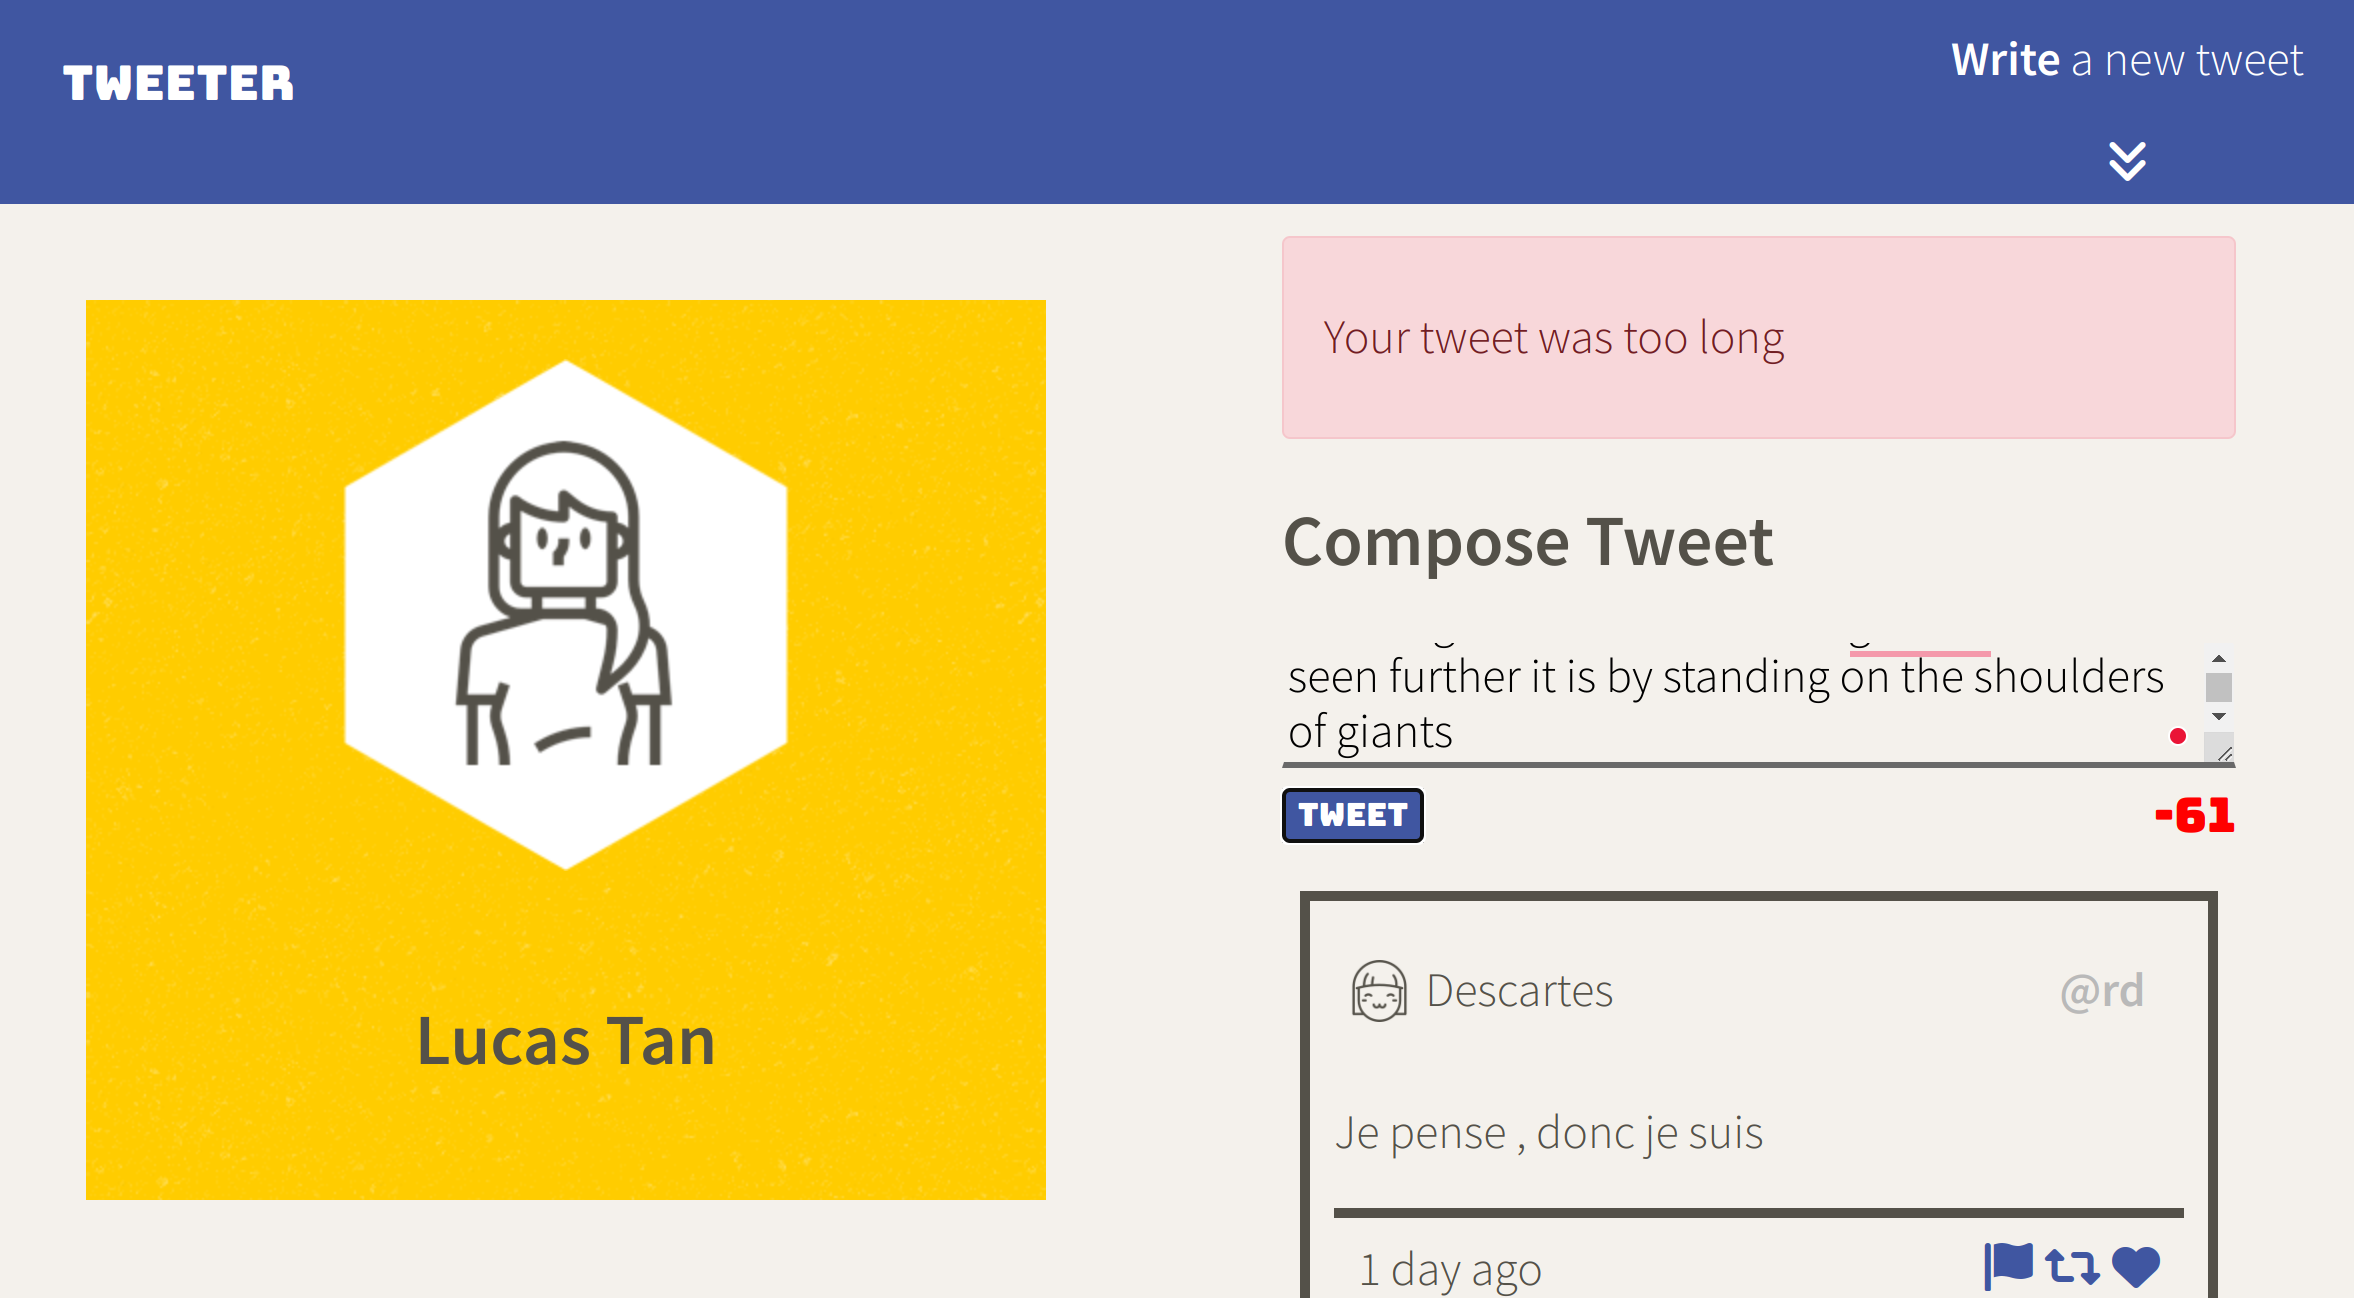 TWEETER
Write a new tweet
Your tweet was too long
Compose Tweet
seen further it is by standing on the shoulders
of giants
TWEET
-61
Lucas Tan
Descartes
@rd
Je pense , donc je suis
1 day ago